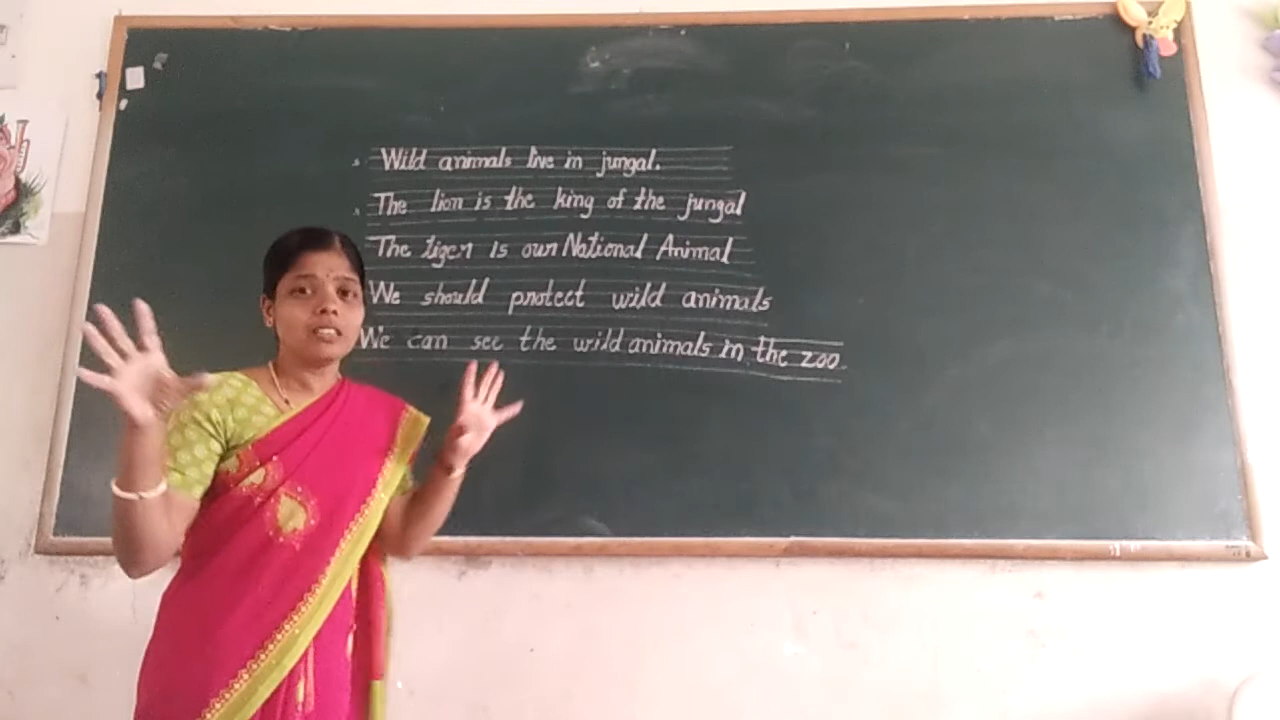 Wild animals live in jungal.
The lion is the king of the jungal
The tiger is our National Animal
We should protect wild animals
We can see the wild animals in the zoo.